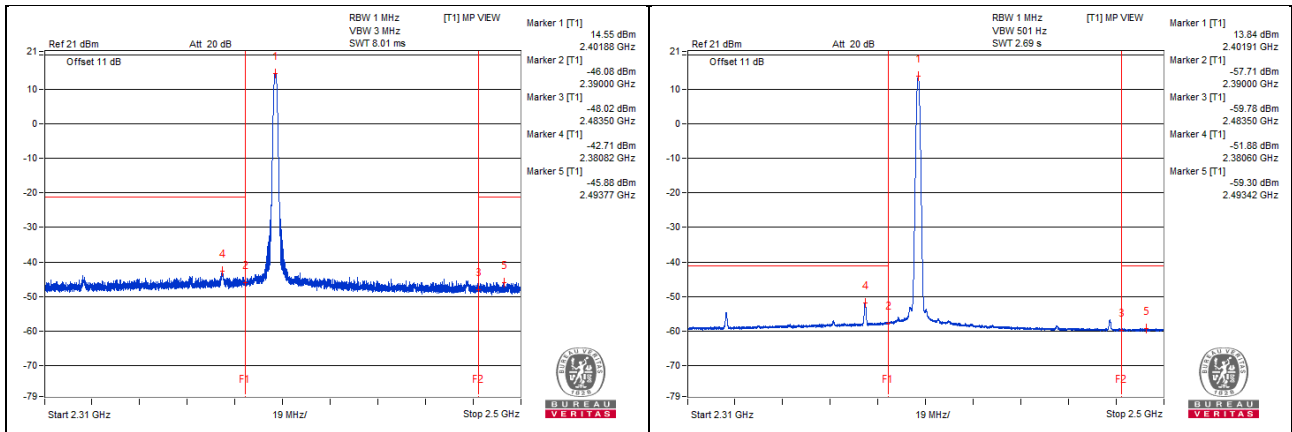 RBW 1 MHz
[T1] MP VIEW
VBW 3 MHz
Ref 21 dBm
Att 20 dB
SWT 8.01 ms
Offset 11 dB
21
10
0
-10
-20
-30
-40
-50
-60
-70
-79
1
4
2
3
5
F1
F2
Start 2.31 GHz
19 MHz/
Stop 2.5 GHz
Marker 1 [T1]
14.55 dBm
2.40188 GHz
Marker 2 [T1]
-46.08 dBm
2.39000 GHz
Marker 3 [T1]
-48.02 dBm
2.48350 GHz
Marker 4 [T1]
-42.71 dBm
2.38082 GHz
Marker 5 [T1]
-45.88 dBm
2.49377 GHz
BUREAU VERITAS
1828
BUREAU
VERITAS
RBW 1 MHz
[T1] MP VIEW
VBW 501 Hz
Ref 21 dBm
Att 20 dB
SWT 2.69 s
Offset 11 dB
21
10
0
-10
-20
-30
-40
-50
-60
-70
-79
1
4
2
3
5
F1
F2
Start 2.31 GHz
19 MHz/
Stop 2.5 GHz
Marker 1 [T1]
13.84 dBm
2.40191 GHz
Marker 2 [T1]
-57.71 dBm
2.39000 GHz
Marker 3 [T1]
-59.78 dBm
2.48350 GHz
Marker 4 [T1]
-51.88 dBm
2.38060 GHz
Marker 5 [T1]
-59.30 dBm
2.49342 GHz
BUREAU VERITAS
1828
BUREAU
VERITAS